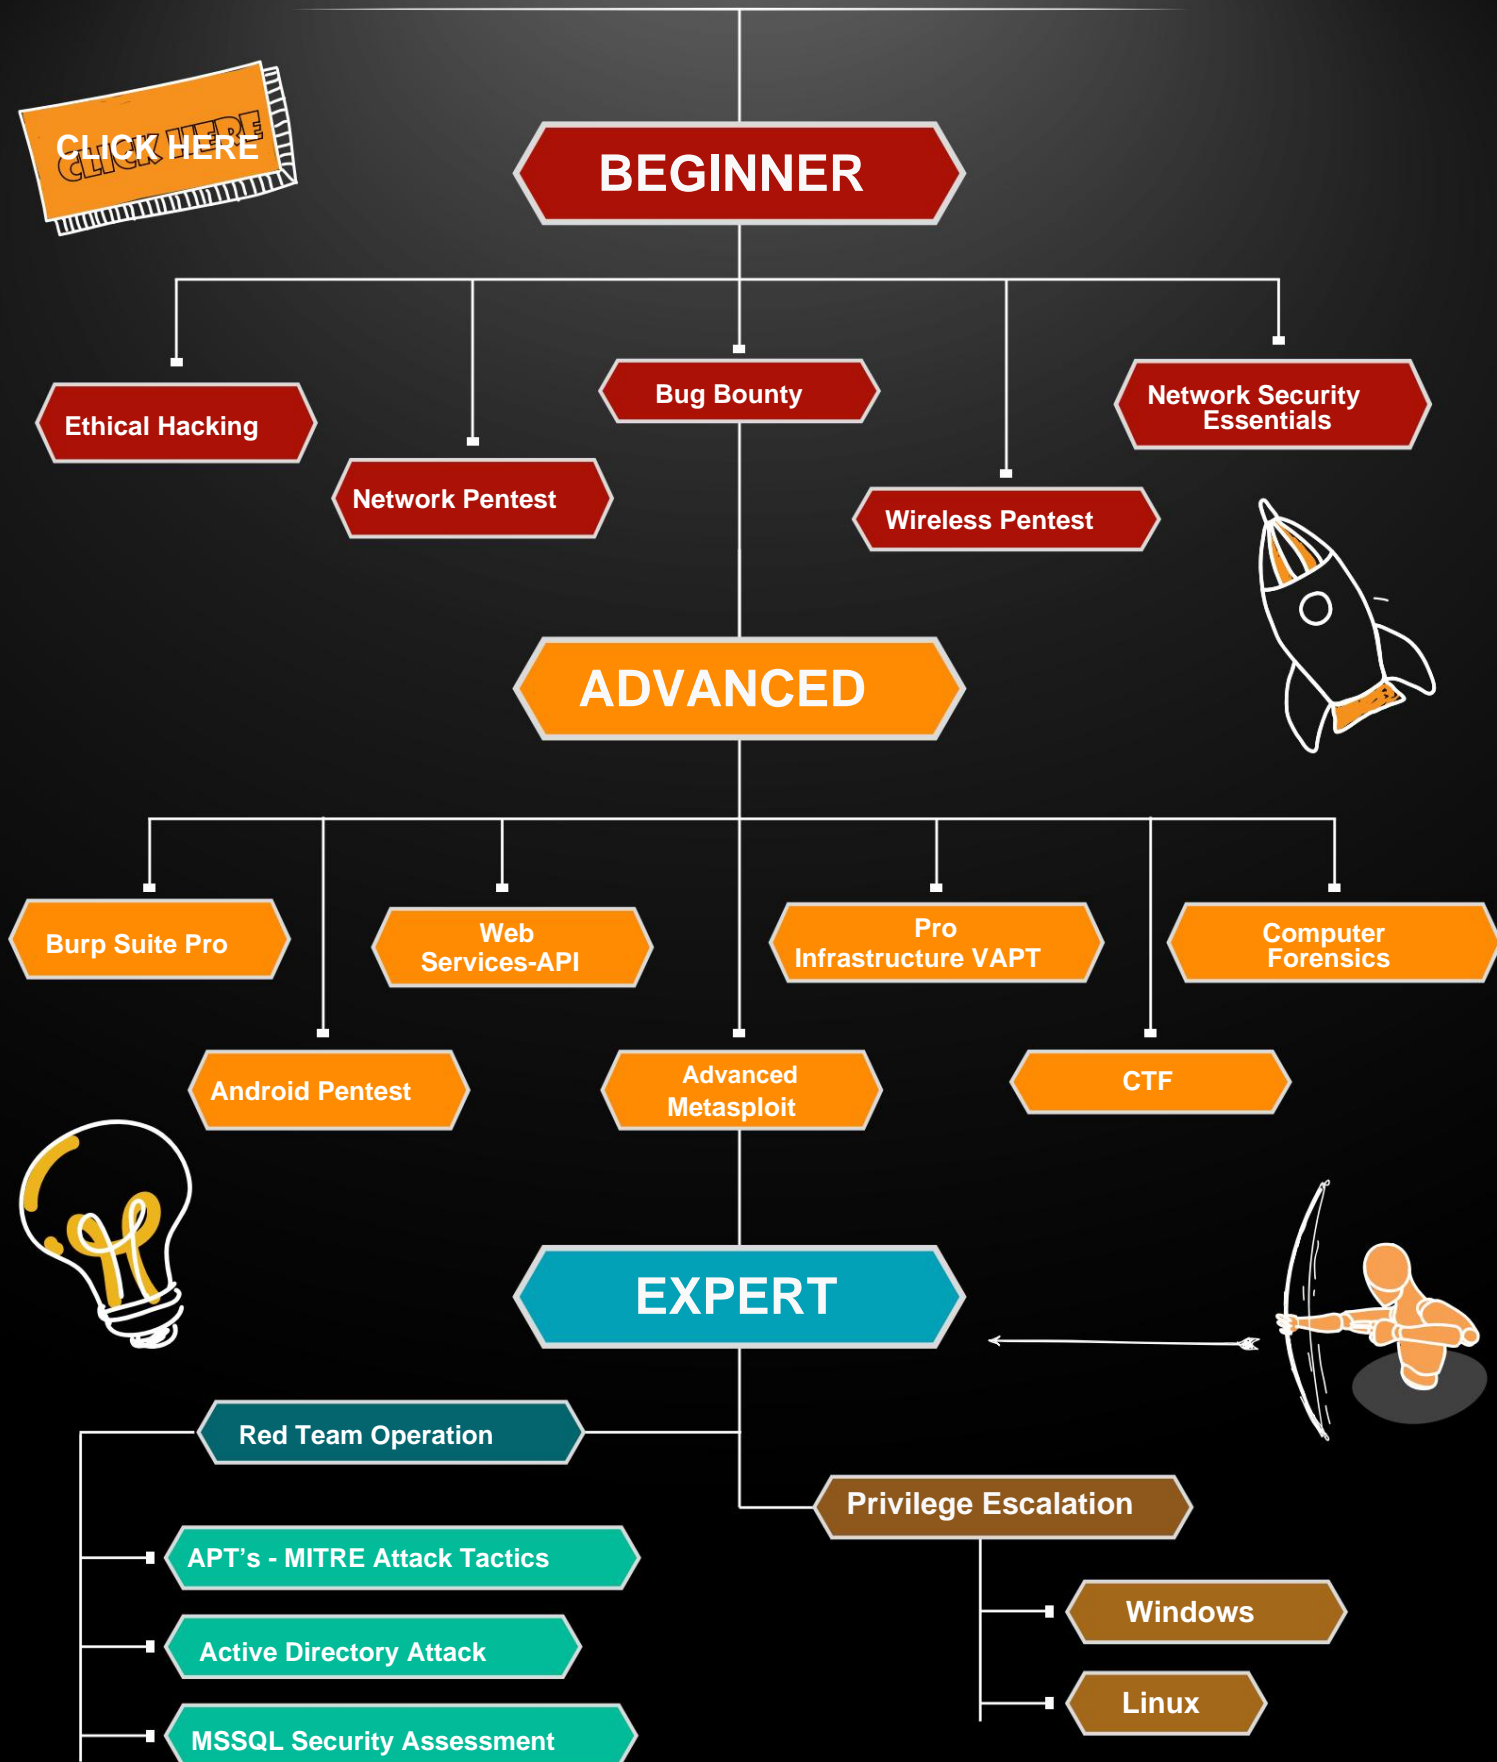 CLICK HERE
CLICK HERE
BEGINNER
Ethical Hacking
Network Pentest
Bug Bounty
Wireless Pentest
Network Security
Essentials
ADVANCED
Burp Suite Pro
Android Pentest
Web
Services-API
Advanced
Metasploit
Pro
Infrastructure VAPT
CTF
Computer
Forensics
EXPERT
Red Team Operation
APT's - MITRE Attack Tactics
Active Directory Attack
MSSQL Security Assessment
Privilege Escalation
Windows
Linux